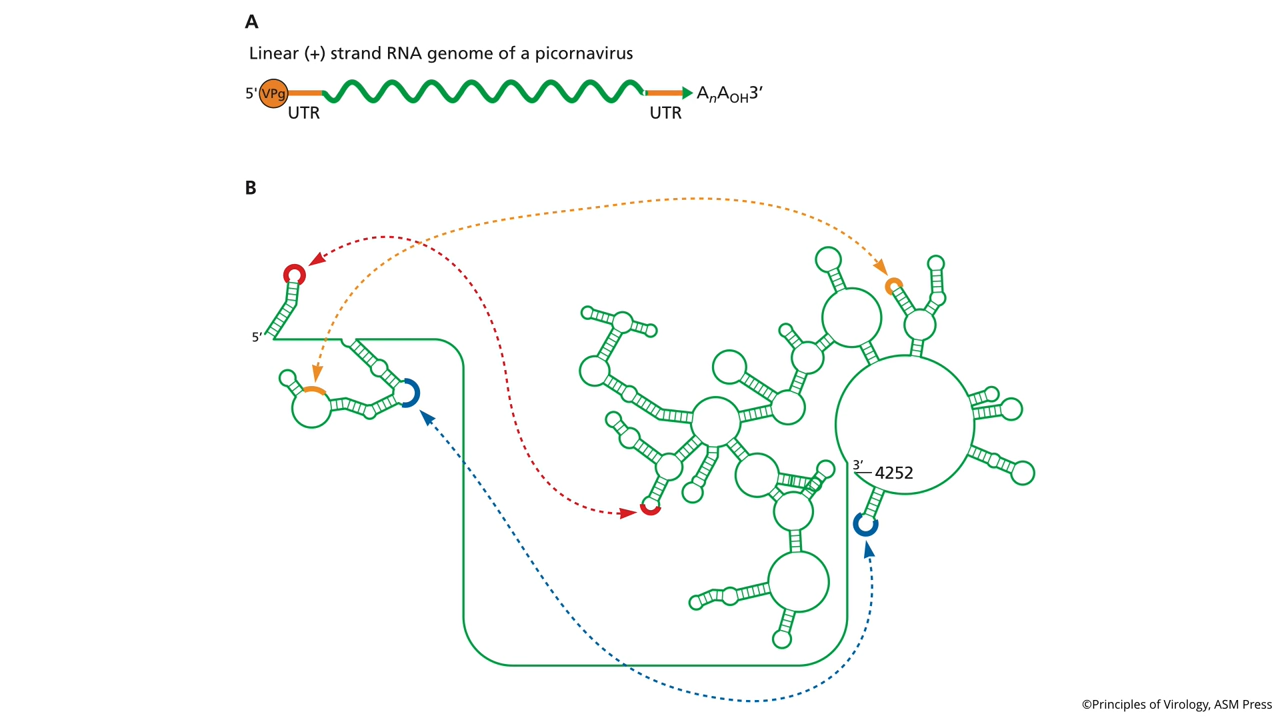 A
Linear (+) strand RNA genome of a picornavirus
5' VPg AnAOH3′
UTR UTR
B
5′
3′
4252
©Principles of Virology, ASM Press